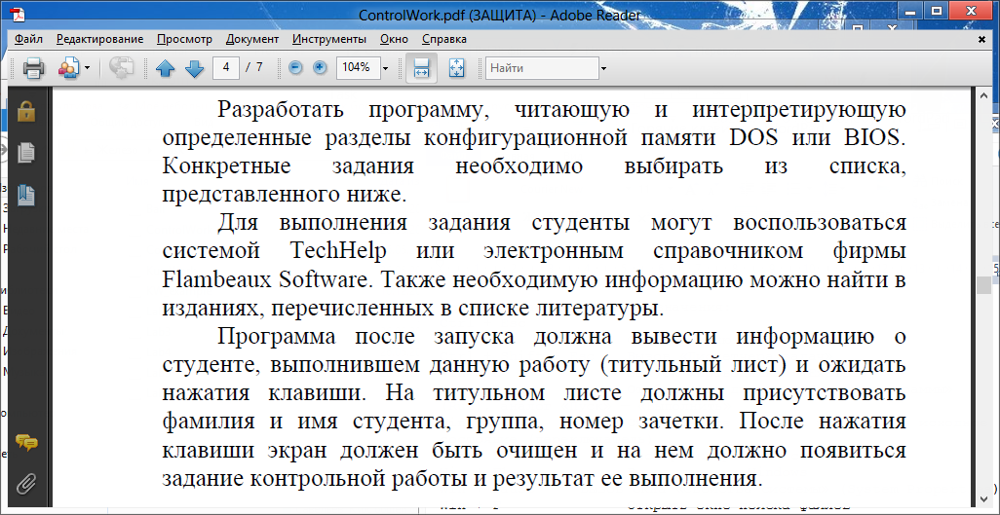 ControlWork.pdf (ЗАЩИТА) - Adobe Reader
Файл Редактирование Просмотр Документ Инструменты Окно Справка
4 / 7 104% Найти
Разработать программу, читающую и интерпретирующую
определенные разделы конфигурационной памяти DOS или BIOS.
Конкретные задания необходимо выбирать из списка,
представленного ниже.
Для выполнения задания студенты могут воспользоваться
системой TechHelp или электронным справочником фирмы
Flambeaux Software. Также необходимую информацию можно найти в
изданиях, перечисленных в списке литературы.
Программа после запуска должна вывести информацию о
студенте, выполнившем данную работу (титульный лист) и ожидать
нажатия клавиши. На титульном листе должны присутствовать
фамилия и имя студента, группа, номер зачетки. После нажатия
клавиши экран должен быть очищен и на нем должно появиться
задание контрольной работы и результат ее выполнения.